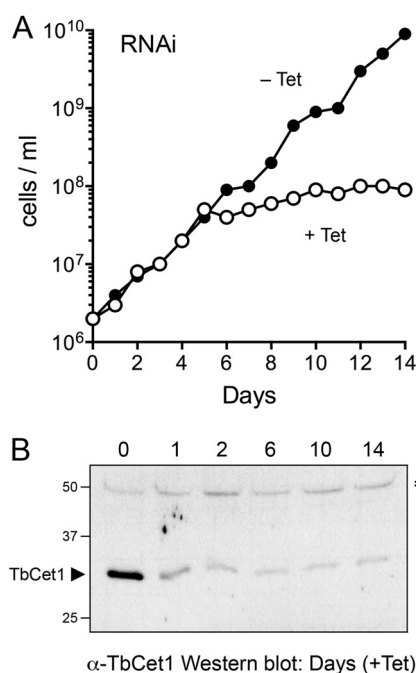 A
RNAi
– Tet
+ Tet
cells / ml
10^10
10^9
10^8
10^7
10^6
0 2 4 6 8 10 12 14
Days
B
0 1 2 6 10 14
50
*
37
TbCet1
25
α-TbCet1 Western blot: Days (+Tet)